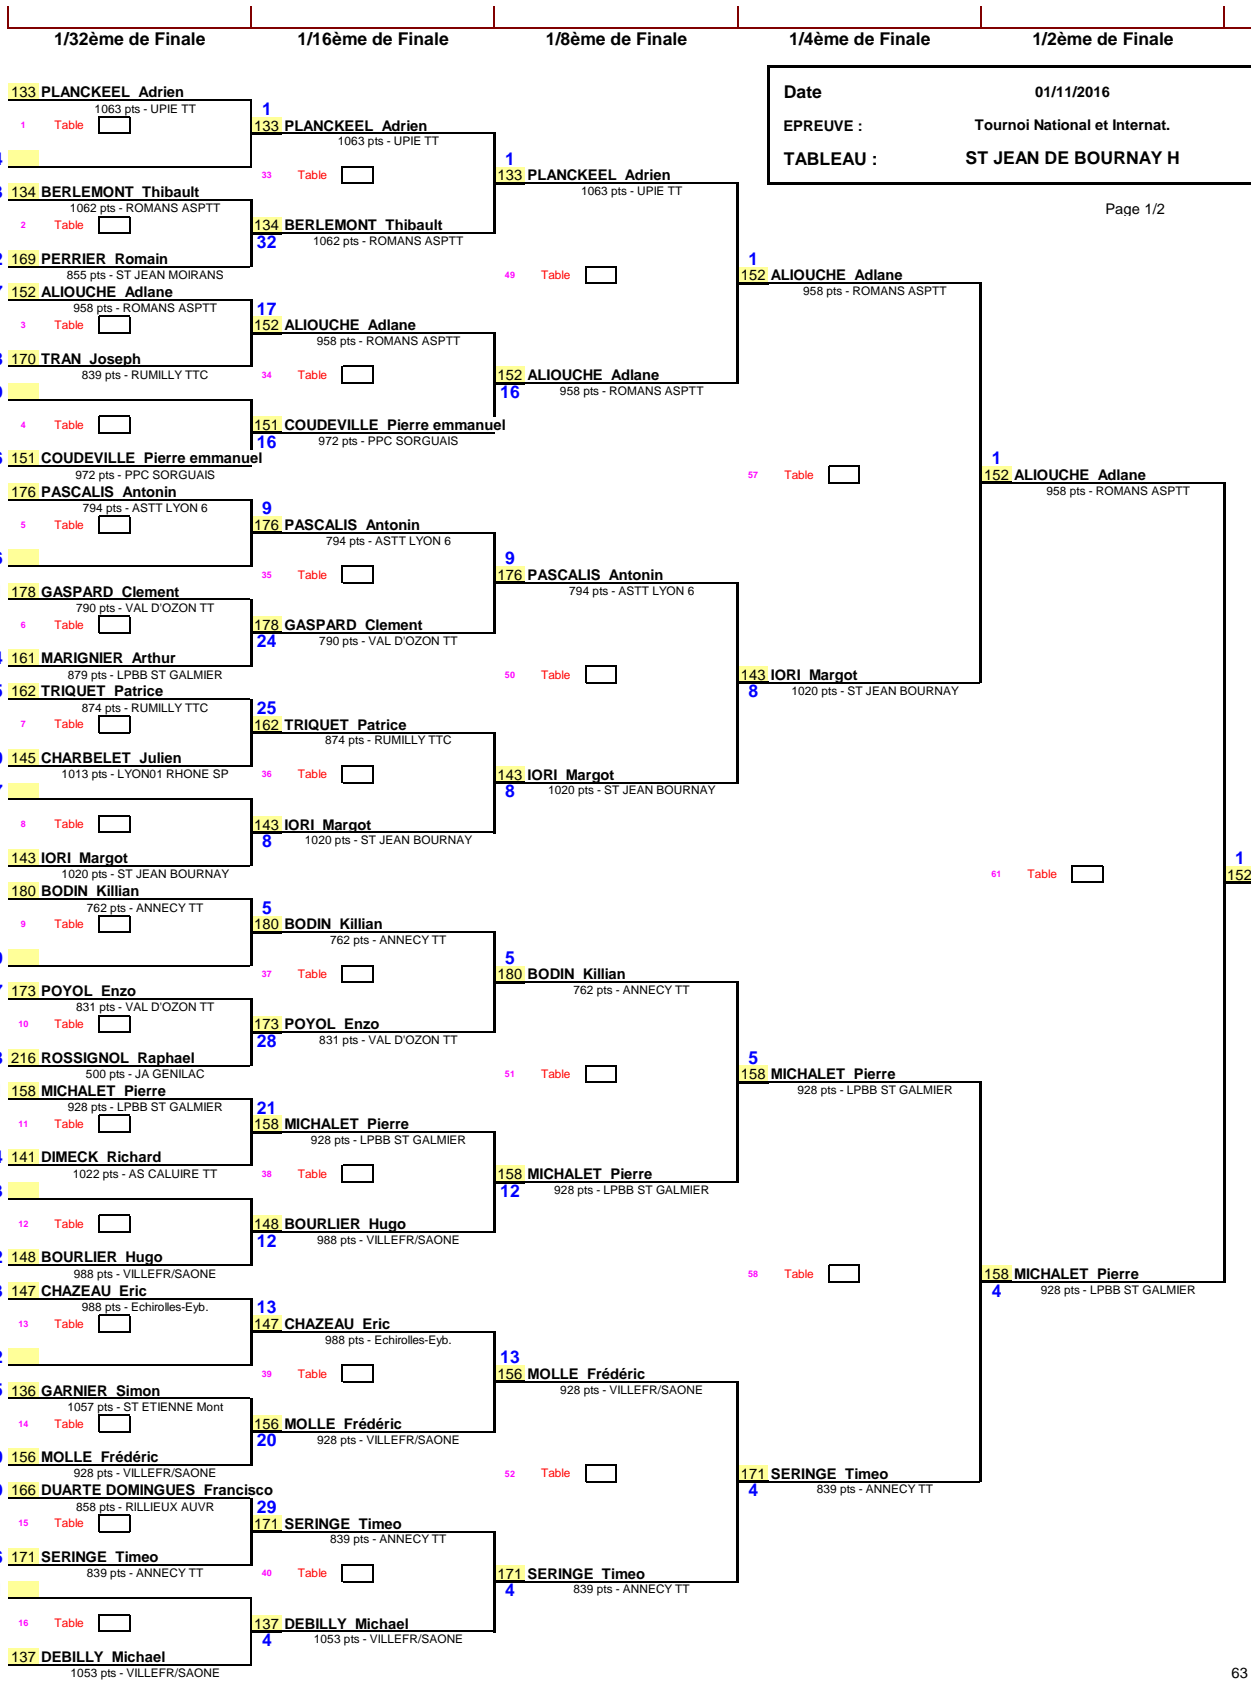 1/32ème de Finale
1/16ème de Finale
1/8ème de Finale
1/4ème de Finale
1/2ème de Finale
Date 01/11/2016
EPREUVE : Tournoi National et Internat.
TABLEAU : ST JEAN DE BOURNAY H
Page 1/2
133 PLANCKEEL Adrien
1063 pts - UPIE TT
1 Table
134 BERLEMONT Thibault
1062 pts - ROMANS ASPTT
2 Table
169 PERRIER Romain
855 pts - ST JEAN MOIRANS
152 ALIOUCHE Adlane
958 pts - ROMANS ASPTT
3 Table
170 TRAN Joseph
839 pts - RUMILLY TTC
4 Table
151 COUDEVILLE Pierre emmanuel
972 pts - PPC SORGUAIS
176 PASCALIS Antonin
794 pts - ASTT LYON 6
5 Table
178 GASPARD Clement
790 pts - VAL D'OZON TT
6 Table
161 MARIGNIER Arthur
879 pts - LPBB ST GALMIER
162 TRIQUET Patrice
874 pts - RUMILLY TTC
7 Table
145 CHARBELET Julien
1013 pts - LYON01 RHONE SP
8 Table
143 IORI Margot
1020 pts - ST JEAN BOURNAY
180 BODIN Killian
762 pts - ANNECY TT
9 Table
173 POYOL Enzo
831 pts - VAL D'OZON TT
10 Table
216 ROSSIGNOL Raphael
500 pts - JA GENILAC
158 MICHALET Pierre
928 pts - LPBB ST GALMIER
11 Table
141 DIMECK Richard
1022 pts - AS CALUIRE TT
12 Table
148 BOURLIER Hugo
988 pts - VILLEFR/SAONE
147 CHAZEAU Eric
988 pts - Echirolles-Eyb.
13 Table
136 GARNIER Simon
1057 pts - ST ETIENNE Mont
14 Table
156 MOLLE Frédéric
928 pts - VILLEFR/SAONE
166 DUARTE DOMINGUES Francisco
858 pts - RILLIEUX AUVR
15 Table
171 SERINGE Timeo
839 pts - ANNECY TT
16 Table
137 DEBILLY Michael
1053 pts - VILLEFR/SAONE
1
133 PLANCKEEL Adrien
1063 pts - UPIE TT
33 Table
134 BERLEMONT Thibault
32 1062 pts - ROMANS ASPTT
17
152 ALIOUCHE Adlane
958 pts - ROMANS ASPTT
34 Table
151 COUDEVILLE Pierre emmanuel
16 972 pts - PPC SORGUAIS
9
176 PASCALIS Antonin
794 pts - ASTT LYON 6
35 Table
178 GASPARD Clement
24 790 pts - VAL D'OZON TT
25
162 TRIQUET Patrice
874 pts - RUMILLY TTC
36 Table
143 IORI Margot
8 1020 pts - ST JEAN BOURNAY
5
180 BODIN Killian
762 pts - ANNECY TT
37 Table
173 POYOL Enzo
28 831 pts - VAL D'OZON TT
21
158 MICHALET Pierre
928 pts - LPBB ST GALMIER
38 Table
148 BOURLIER Hugo
12 988 pts - VILLEFR/SAONE
13
147 CHAZEAU Eric
988 pts - Echirolles-Eyb.
39 Table
156 MOLLE Frédéric
20 928 pts - VILLEFR/SAONE
29
171 SERINGE Timeo
839 pts - ANNECY TT
40 Table
137 DEBILLY Michael
4 1053 pts - VILLEFR/SAONE
1
133 PLANCKEEL Adrien
1063 pts - UPIE TT
49 Table
152 ALIOUCHE Adlane
16 958 pts - ROMANS ASPTT
9
176 PASCALIS Antonin
794 pts - ASTT LYON 6
50 Table
143 IORI Margot
8 1020 pts - ST JEAN BOURNAY
5
180 BODIN Killian
762 pts - ANNECY TT
51 Table
158 MICHALET Pierre
12 928 pts - LPBB ST GALMIER
13
156 MOLLE Frédéric
928 pts - VILLEFR/SAONE
52 Table
171 SERINGE Timeo
4 839 pts - ANNECY TT
1
152 ALIOUCHE Adlane
958 pts - ROMANS ASPTT
57 Table
143 IORI Margot
8 1020 pts - ST JEAN BOURNAY
5
158 MICHALET Pierre
928 pts - LPBB ST GALMIER
58 Table
171 SERINGE Timeo
4 839 pts - ANNECY TT
1
152 ALIOUCHE Adlane
958 pts - ROMANS ASPTT
61 Table
158 MICHALET Pierre
4 928 pts - LPBB ST GALMIER
1
152
63